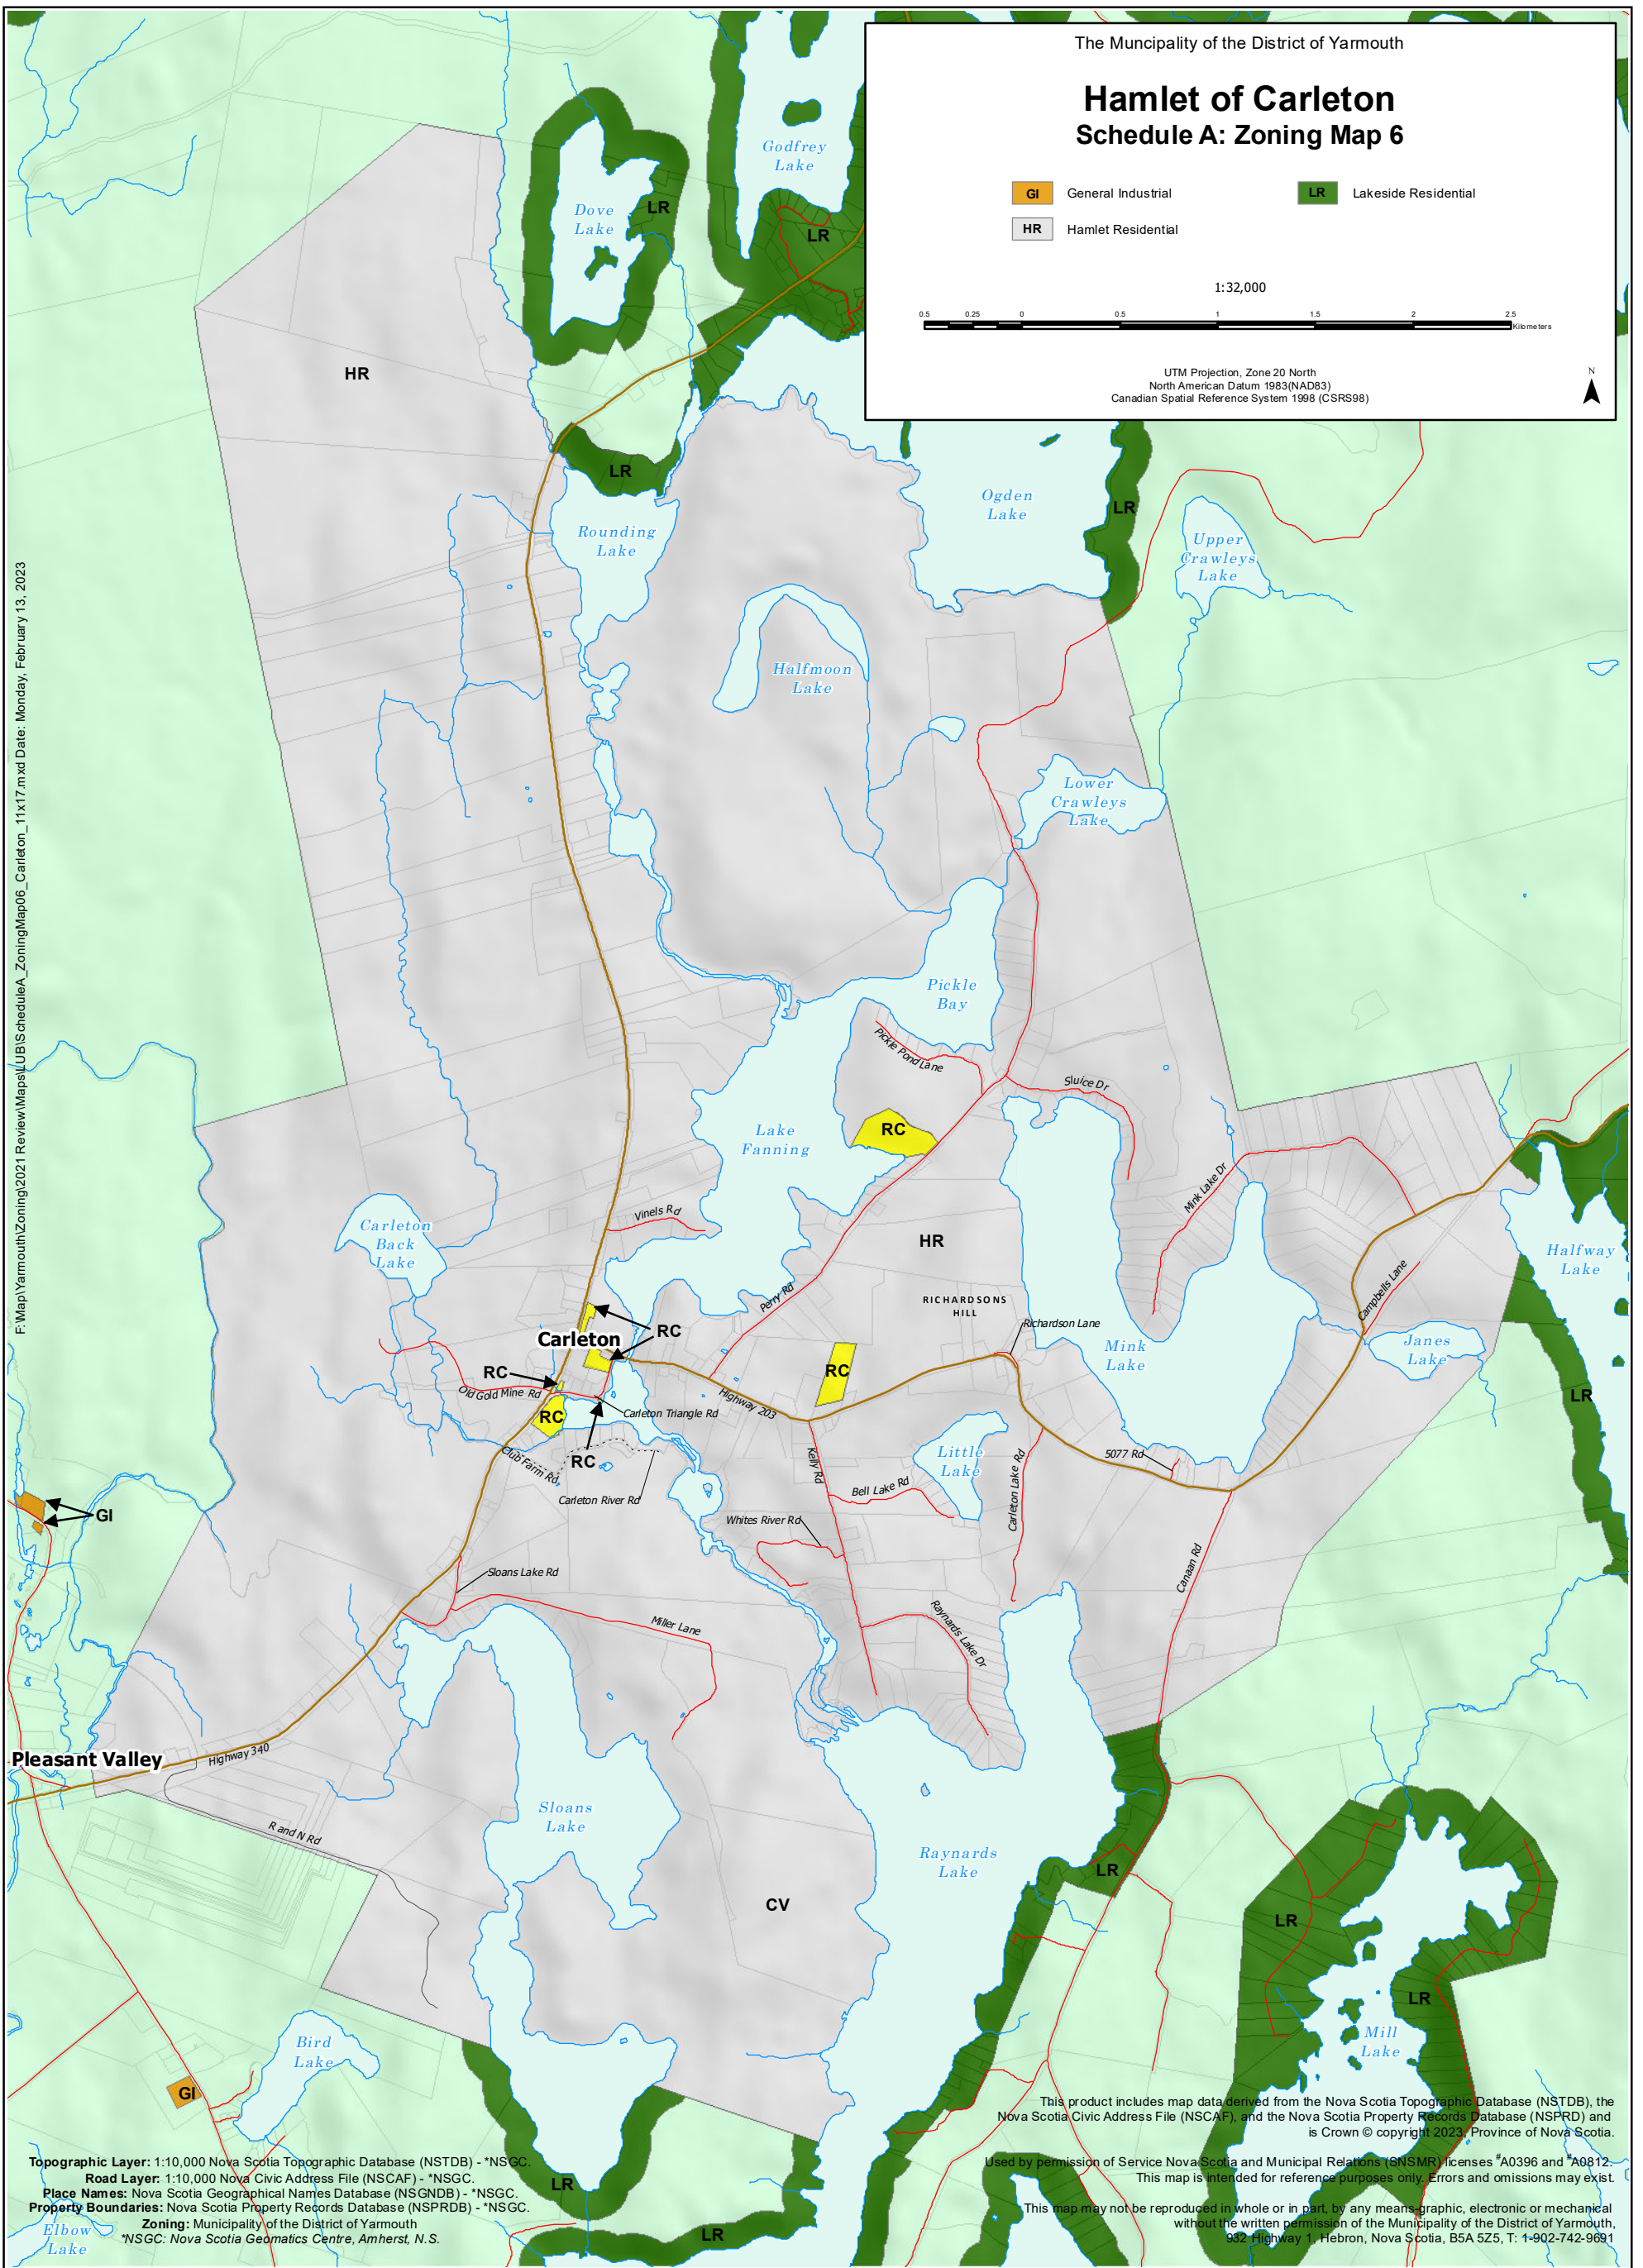 The Muncipality of the District of Yarmouth
Hamlet of Carleton
Schedule A: Zoning Map 6
GI General Industrial
LR Lakeside Residential
HR Hamlet Residential
1:32,000
0.5 0.25 0 0.5 1 1.5 2 2.5
Kilometers
UTM Projection, Zone 20 North
North American Datum 1983(NAD83)
Canadian Spatial Reference System 1998 (CSRS98)
N
Godfrey
Lake
Dove
Lake
LR
LR
HR
LR
Rounding
Lake
Ogden
Lake
LR
Upper
Crawleys
Lake
Halfmoon
Lake
Lower
Crawleys
Lake
Pickle
Bay
Pickle Pond Lane
Sluice Dr
RC
Lake
Fanning
Mink Lake Dr
Vinels Rd
Carleton
Back
Lake
HR
Halfway
Lake
Perry Rd
RICHARDSONS
HILL
Campbells Lane
Richardson Lane
Carleton
RC
Mink
Lake
Janes
Lake
RC
RC
Old Gold Mine Rd
Highway 203
LR
RC
Carleton Triangle Rd
RC
Club Farm Rd
Kelly Rd
Little
Lake
5077 Rd
Bell Lake Rd
Carleton Lake Rd
Carleton River Rd
GI
Whites River Rd
Canaan Rd
Sloans Lake Rd
Miller Lane
Raynards Lake Dr
Pleasant Valley
Highway 340
R and N Rd
Sloans
Lake
Raynards
Lake
LR
CV
LR
LR
Mill
Lake
Bird
Lake
GI
LR
LR
Elbow
Lake
F:\Map\Yarmouth\Zoning\2021 Review\Maps\LUB\ScheduleA_ZoningMap06_Carleton_11x17.mxd Date: Monday, February 13, 2023
Topographic Layer: 1:10,000 Nova Scotia Topographic Database (NSTDB) - *NSGC.
Road Layer: 1:10,000 Nova Civic Address File (NSCAF) - *NSGC.
Place Names: Nova Scotia Geographical Names Database (NSGNDB) - *NSGC.
Property Boundaries: Nova Scotia Property Records Database (NSPRDB) - *NSGC.
Zoning: Municipality of the District of Yarmouth
*NSGC: Nova Scotia Geomatics Centre, Amherst, N.S.
This product includes map data derived from the Nova Scotia Topographic Database (NSTDB), the
Nova Scotia Civic Address File (NSCAF), and the Nova Scotia Property Records Database (NSPRD) and
is Crown © copyright 2023, Province of Nova Scotia.
Used by permission of Service Nova Scotia and Municipal Relations (SNSMR) licenses #A0396 and #A0812.
This map is intended for reference purposes only. Errors and omissions may exist.
This map may not be reproduced in whole or in part, by any means-graphic, electronic or mechanical
without the written permission of the Municipality of the District of Yarmouth,
932 Highway 1, Hebron, Nova Scotia, B5A 5Z5, T: 1-902-742-9691